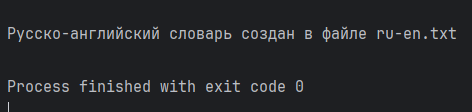 Русско-английский словарь создан в файле ru-en.txt
Process finished with exit code 0